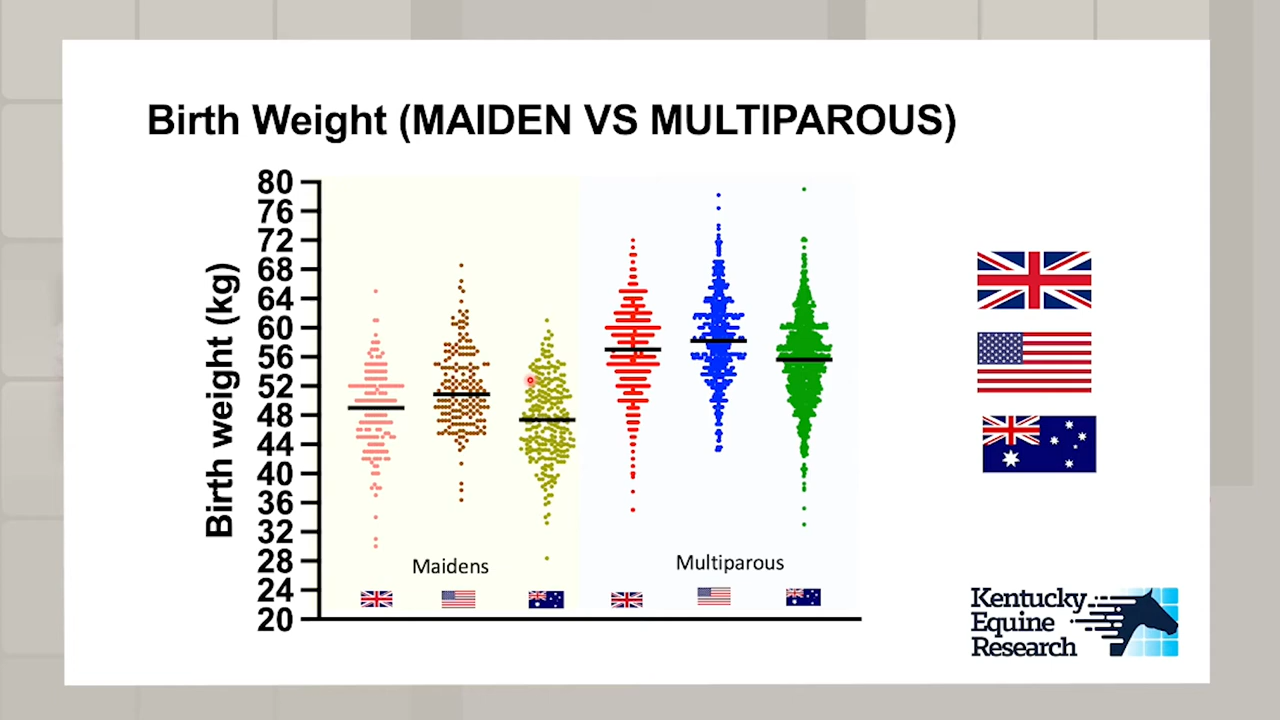 Birth Weight (MAIDEN VS MULTIPAROUS)
Birth weight (kg)
80
76
72
68
64
60
56
52
48
44
40
36
32
28
24
20
Maidens
Multiparous
Kentucky
Equine
Research